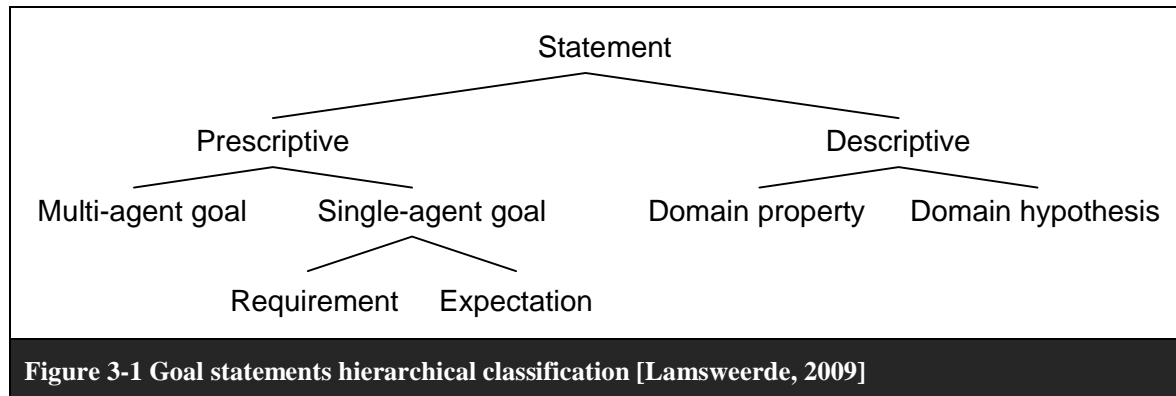 Statement
Prescriptive Descriptive
Multi-agent goal Single-agent goal Domain property Domain hypothesis
Requirement Expectation
Figure 3-1 Goal statements hierarchical classification [Lamsweerde, 2009]